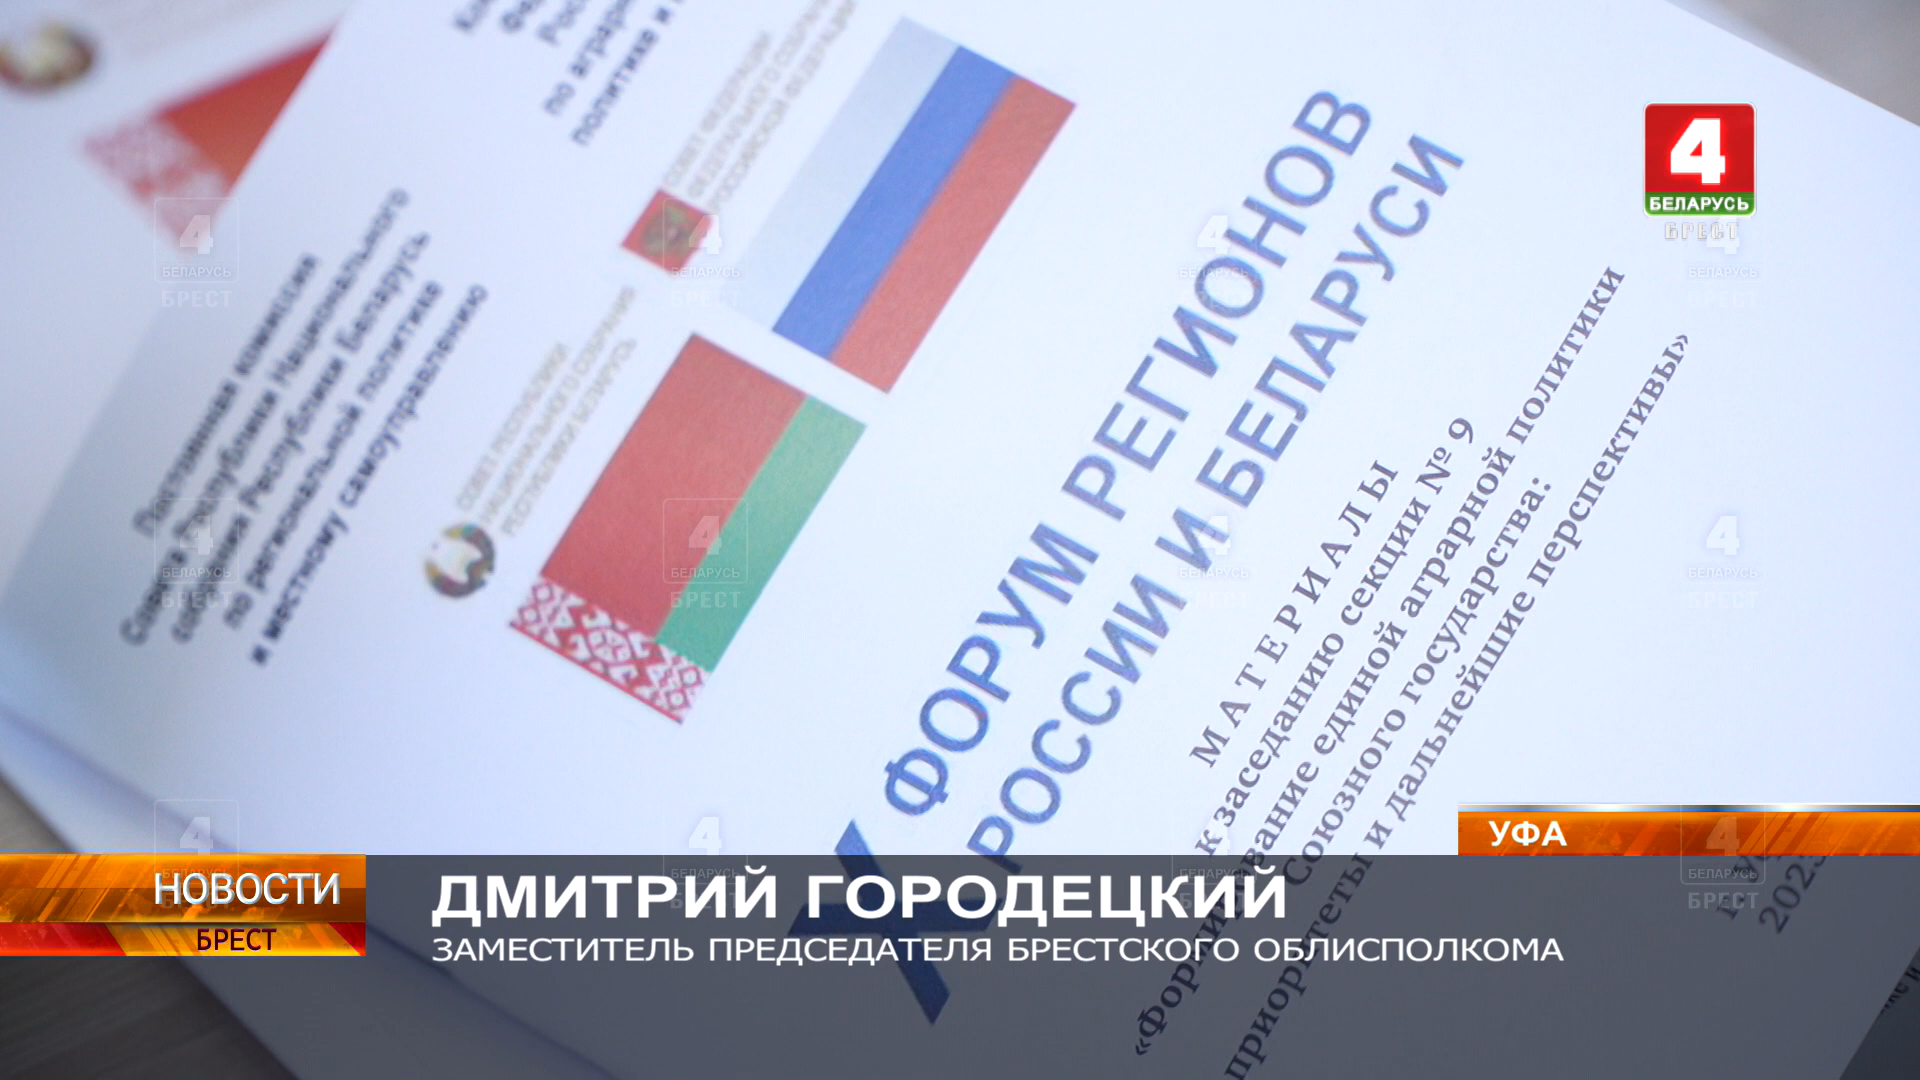 по аграрной
политике и
СОВЕТ ФЕДЕРАЦИИ
ФЕДЕРАЛЬНОГО СОБРАНИЯ
РОССИЙСКОЙ ФЕДЕРАЦИИ
Постоянная комиссия
Совета Республики Национального
собрания Республики Беларусь
по региональной политике
и местному самоуправлению
СОВЕТ РЕСПУБЛИКИ
НАЦИОНАЛЬНОГО СОБРАНИЯ
РЕСПУБЛИКИ БЕЛАРУСЬ
X ФОРУМ РЕГИОНОВ
РОССИИ И БЕЛАРУСИ
МАТЕРИАЛЫ
к заседанию секции № 9
«Формирование единой аграрной политики
Союзного государства:
приоритеты и дальнейшие перспективы»
2023
4
БЕЛАРУСЬ
БРЕСТ
УФА
НОВОСТИ
БРЕСТ
ДМИТРИЙ ГОРОДЕЦКИЙ
ЗАМЕСТИТЕЛЬ ПРЕДСЕДАТЕЛЯ БРЕСТСКОГО ОБЛИСПОЛКОМА